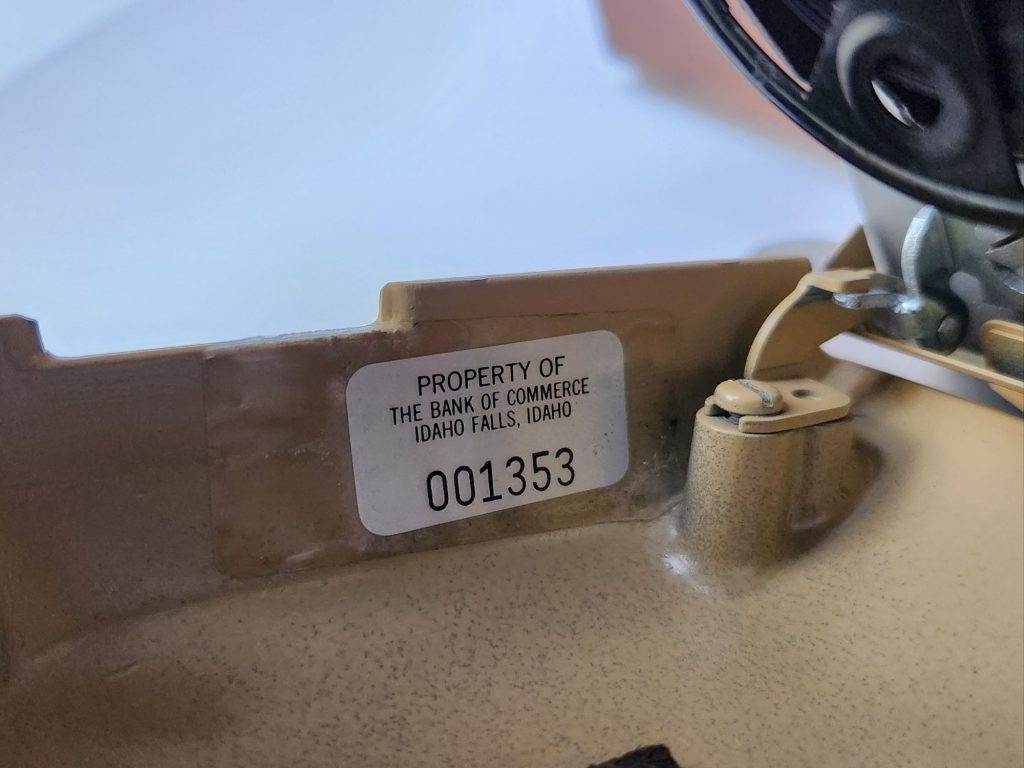 PROPERTY OF
THE BANK OF COMMERCE
IDAHO FALLS, IDAHO
001353